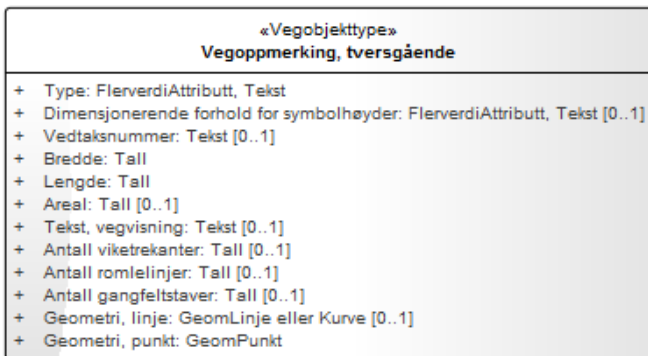 «Vegobjekttype»
Vegoppmerking, tversgående
+ Type: FlerverdiAttributt, Tekst
+ Dimensjonerende forhold for symbolhøyder: FlerverdiAttributt, Tekst [0..1]
+ Vedtaksnummer: Tekst [0..1]
+ Bredde: Tall
+ Lengde: Tall
+ Areal: Tall [0..1]
+ Tekst, vegvisning: Tekst [0..1]
+ Antall viketrekanter: Tall [0..1]
+ Antall romlelinjer: Tall [0..1]
+ Antall gangfeltstaver: Tall [0..1]
+ Geometri, linje: GeomLinje eller Kurve [0..1]
+ Geometri, punkt: GeomPunkt